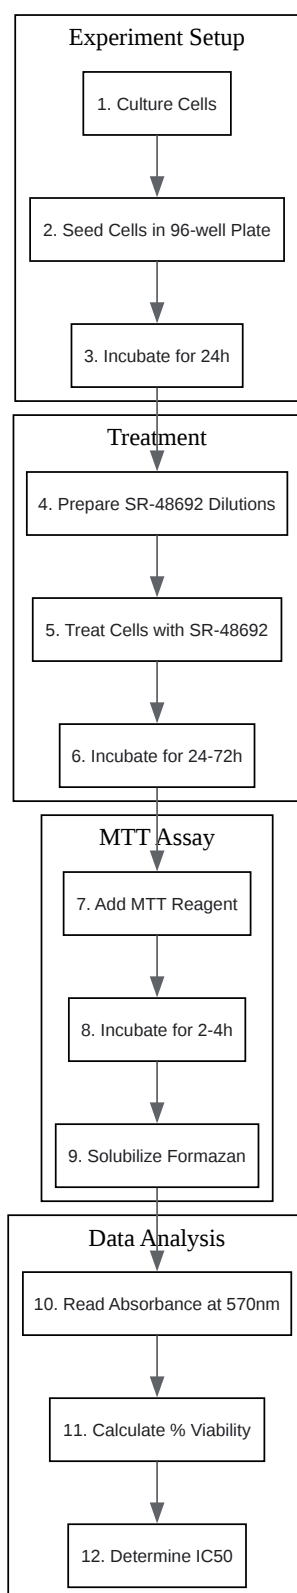 Experiment Setup
1. Culture Cells
2. Seed Cells in 96-well Plate
3. Incubate for 24h
Treatment
4. Prepare SR-48692 Dilutions
5. Treat Cells with SR-48692
6. Incubate for 24-72h
MTT Assay
7. Add MTT Reagent
8. Incubate for 2-4h
9. Solubilize Formazan
Data Analysis
10. Read Absorbance at 570nm
11. Calculate % Viability
12. Determine IC50